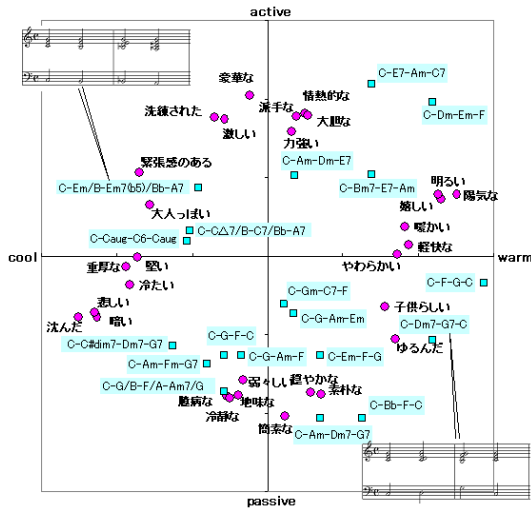 active
C-E7-Am-C7
豪華な
情熱的な
派手な
C-Dm-Em-F
洗練された
大胆な
激しい
力強い
緊張感のある
C-Am-Dm-E7
C-Em/B-Em7(b5)/Bb-A7
C-Bm7-E7-Am
明るい
陽気な
嬉しい
大人っぽい
C-C△7/B-C7/Bb-A7
暖かい
C-Caug-C6-Caug
軽快な
cool
warm
重厚な
堅い
やわらかい
冷たい
C-F-G-C
悲しい
C-Gm-C7-F
子供らしい
沈んだ
暗い
C-G-Am-Em
C-Dm7-G7-C
C-C#dim7-Dm7-G7
C-G-F-C
ゆるんだ
C-Am-Fm-G7
C-G-Am-F
C-Em-F-G
C-G/B-F/A-Am7/G
弱々しい
穏やかな
素朴な
臆病な
地味な
冷静な
C-Bb-F-C
簡素な
C-Am-Dm7-G7
passive